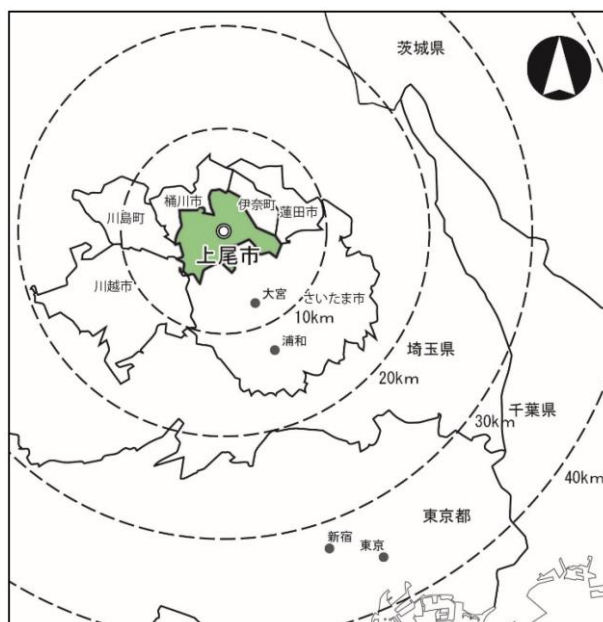 茨城県
桶川市
伊奈町
蓮田市
川島町
上尾市
川越市
大宮
さいたま市
10km
浦和
埼玉県
20km
30km
千葉県
40km
東京都
新宿
東京